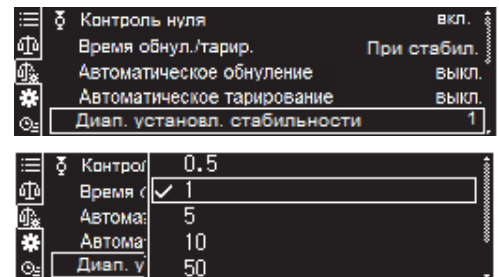 Контроль нуля вкл.
Время обнул./тарир. При стабил.
Автоматическое обнуление выкл.
Автоматическое тарирование выкл.
Диап. установл. стабильности 1
Контрол 0.5
Время 1
Автома 5
Автома 10
Диап. у 50